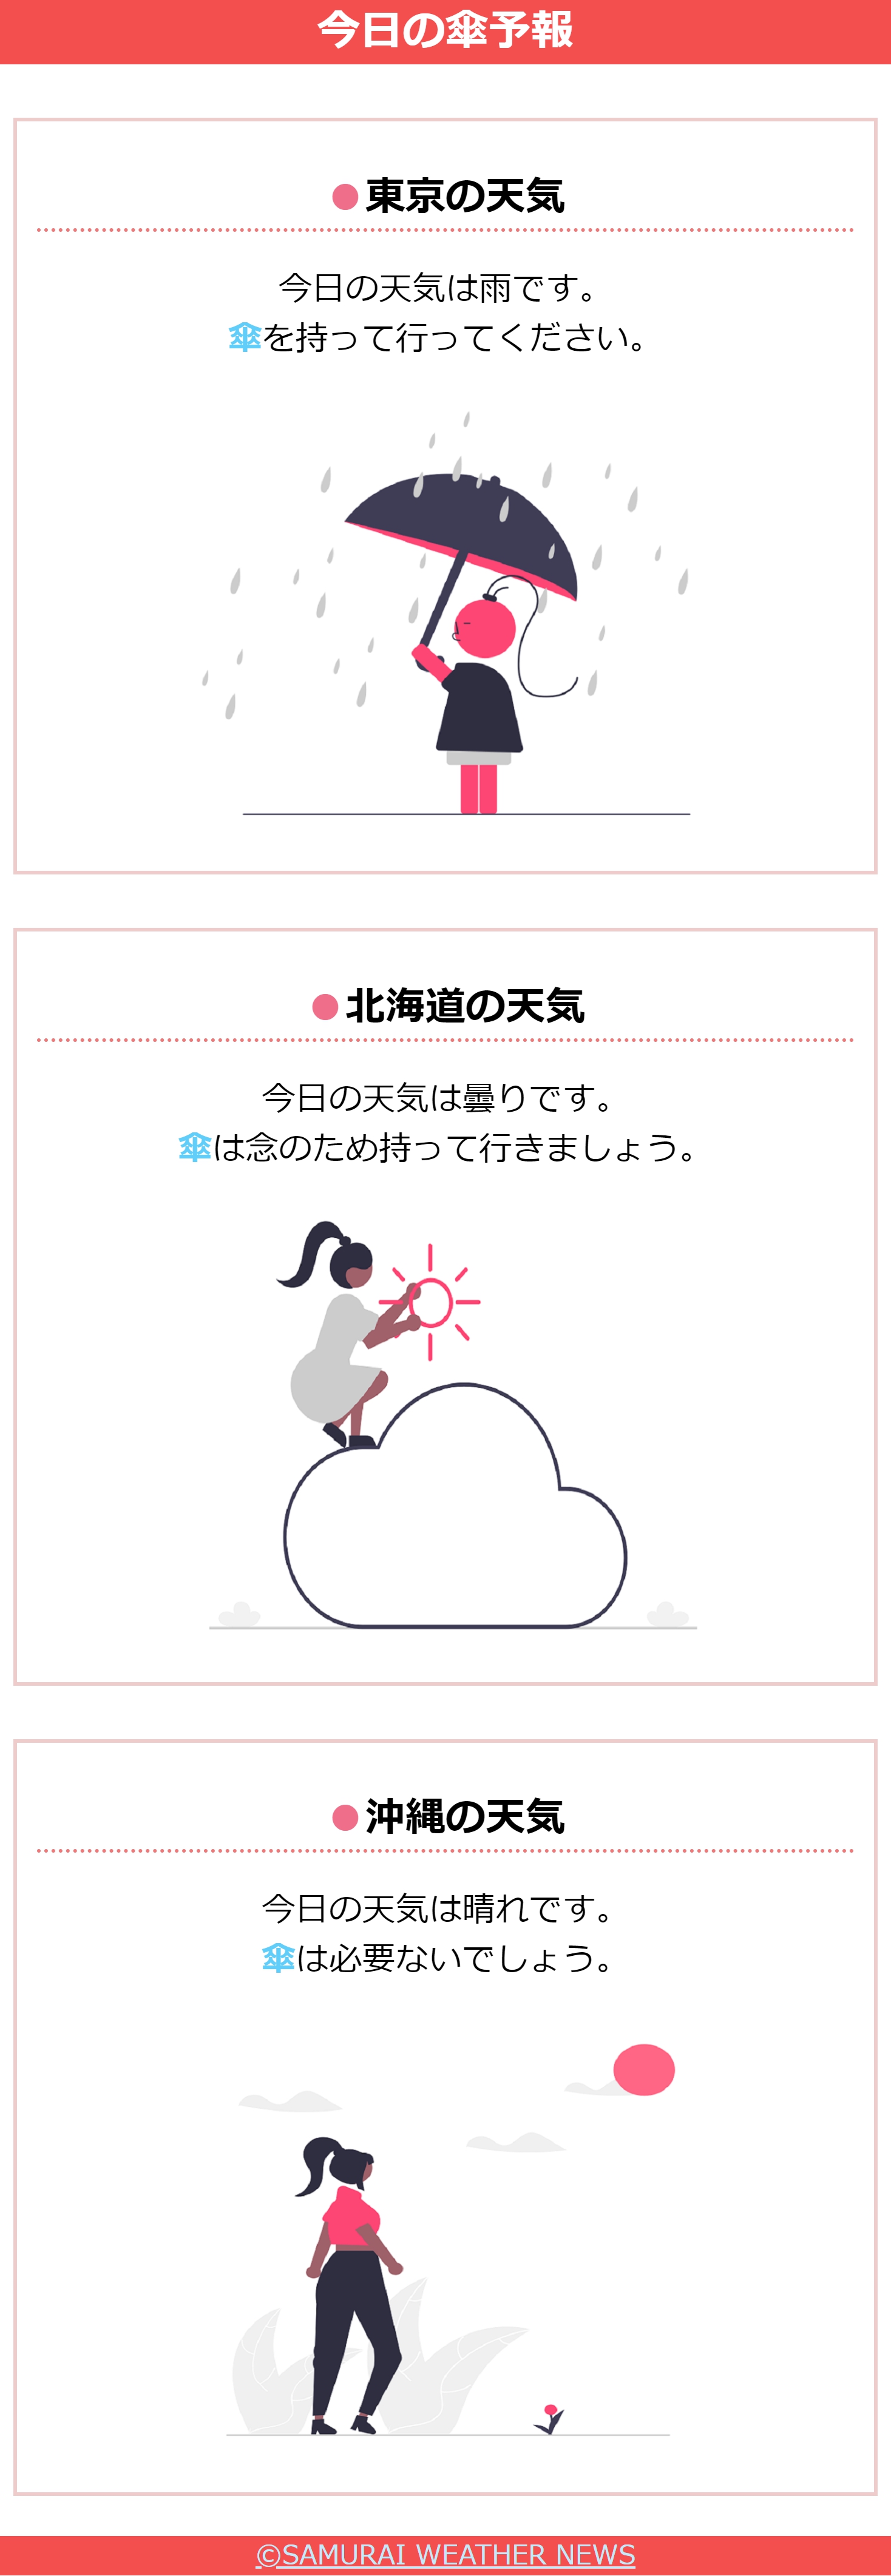 今日の傘予報
東京の天気
今日の天気は雨です。
傘を持って行ってください。
北海道の天気
今日の天気は曇りです。
傘は念のため持って行きましょう。
沖縄の天気
今日の天気は晴れです。
傘は必要ないでしょう。
©SAMURAI WEATHER NEWS